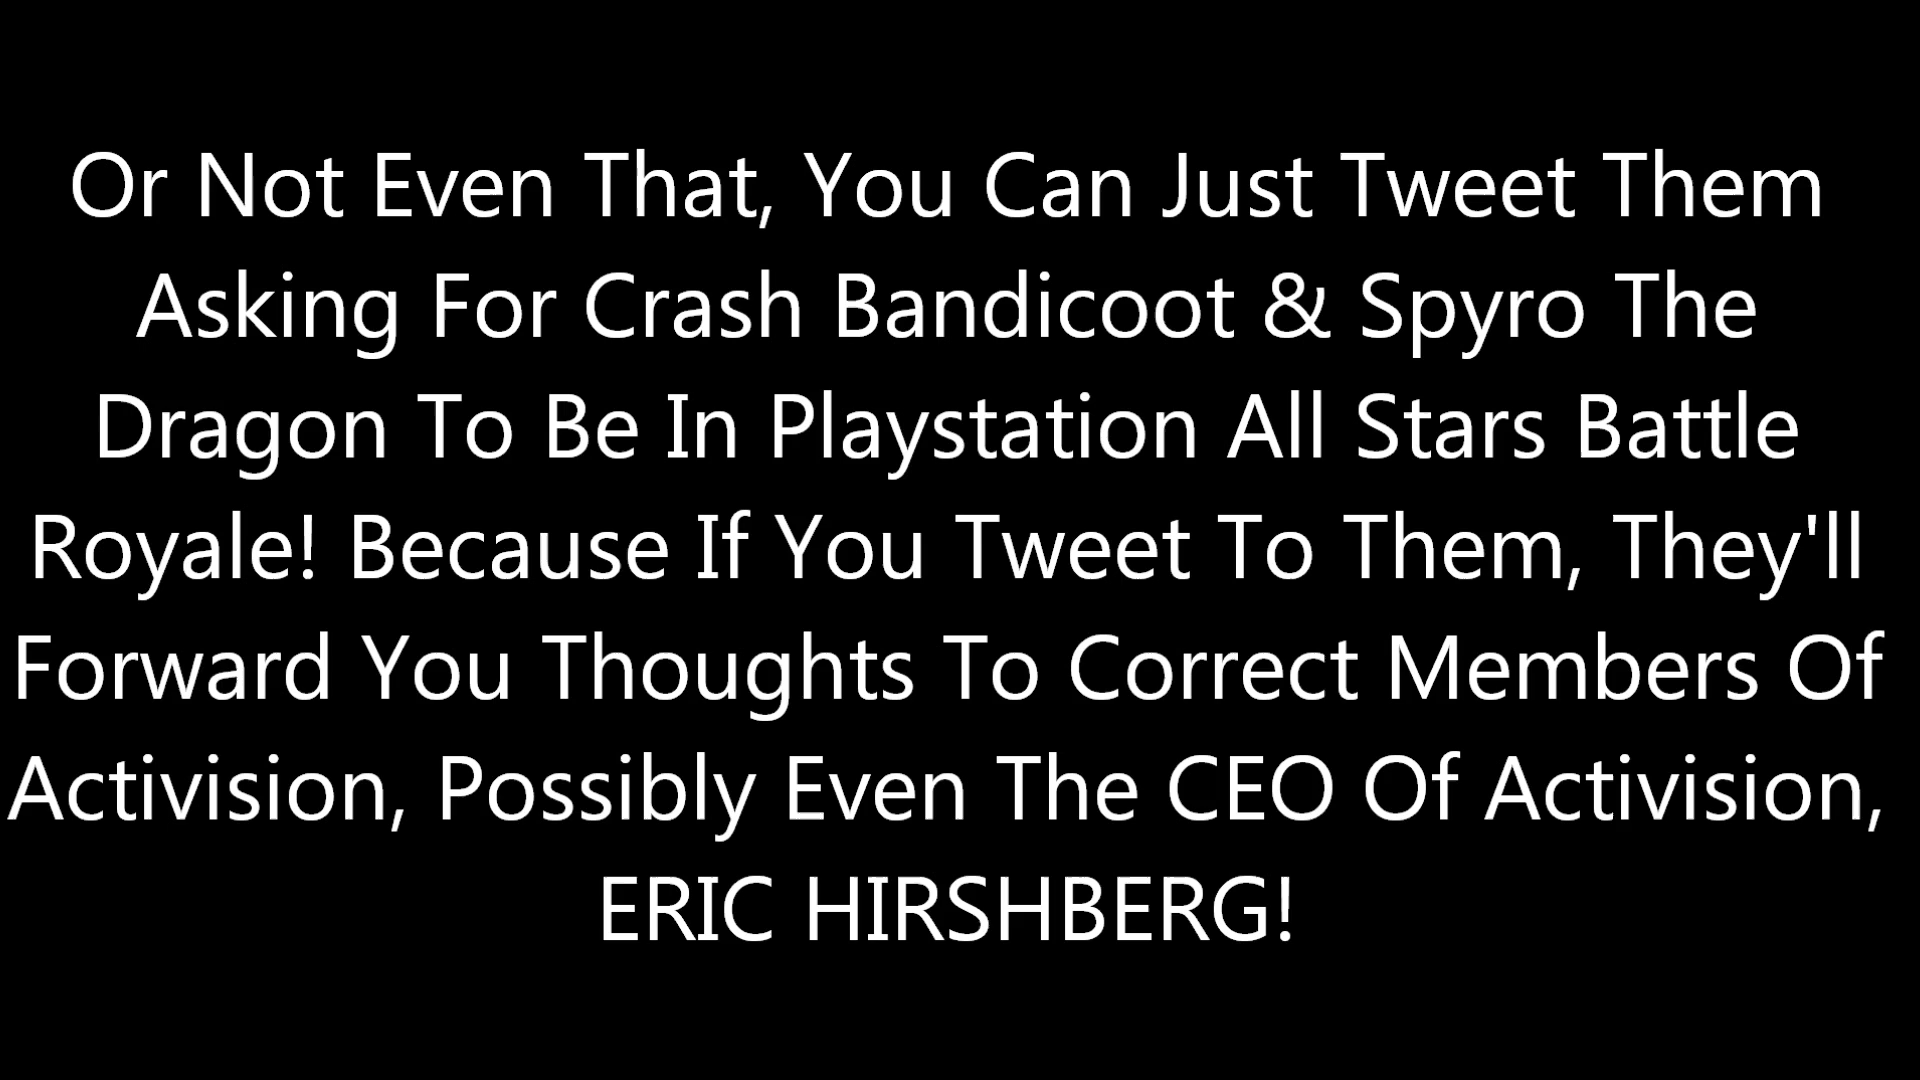 Or Not Even That, You Can Just Tweet Them
Asking For Crash Bandicoot & Spyro The
Dragon To Be In Playstation All Stars Battle
Royale! Because If You Tweet To Them, They'll
Forward You Thoughts To Correct Members Of
Activision, Possibly Even The CEO Of Activision,
ERIC HIRSHBERG!